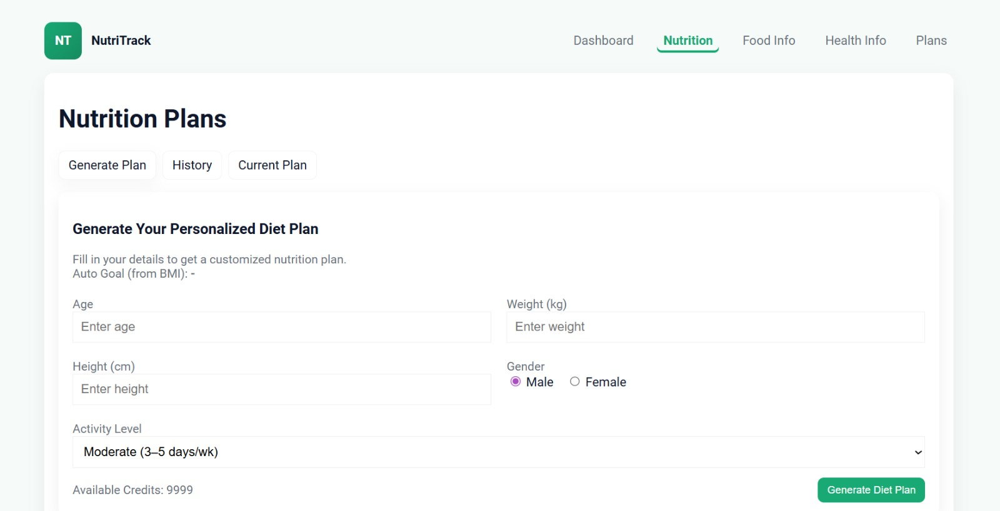 NT
NutriTrack
Dashboard Nutrition Food Info Health Info Plans
Nutrition Plans
Generate Plan History Current Plan
Generate Your Personalized Diet Plan
Fill in your details to get a customized nutrition plan.
Auto Goal (from BMI): -
Age Weight (kg)
Enter age Enter weight
Height (cm) Gender
Enter height Male Female
Activity Level
Moderate (3–5 days/wk)
Available Credits: 9999 Generate Diet Plan